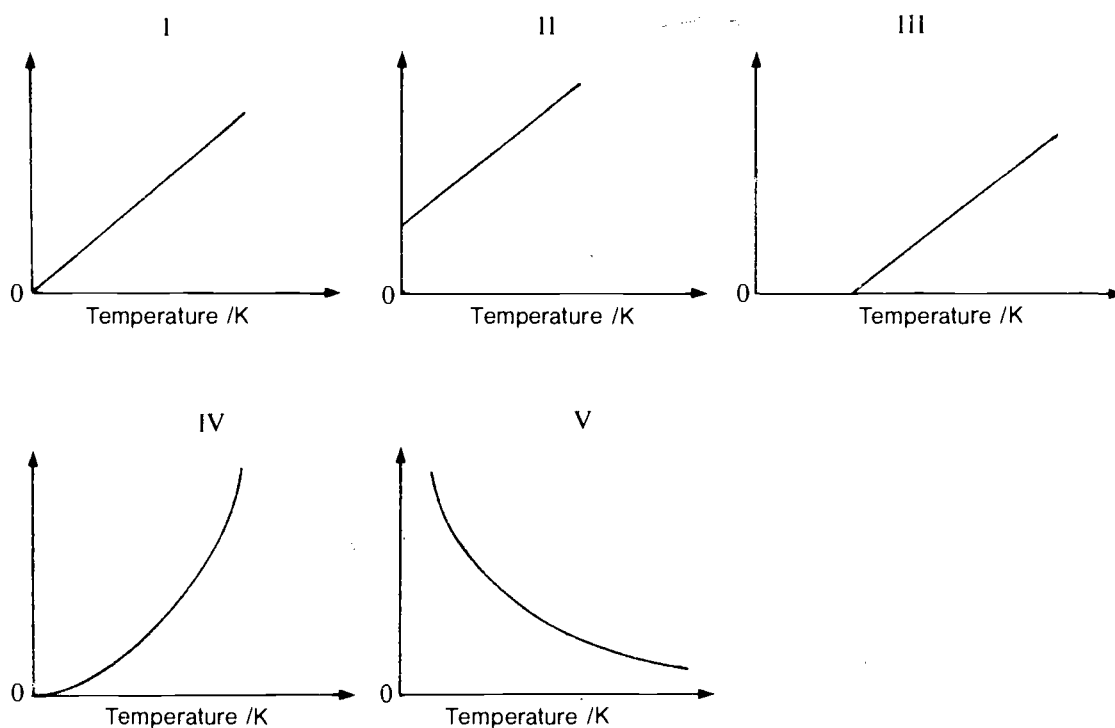 I II III
0 0 0
Temperature /K Temperature /K Temperature /K
IV V
0 0
Temperature /K Temperature /K